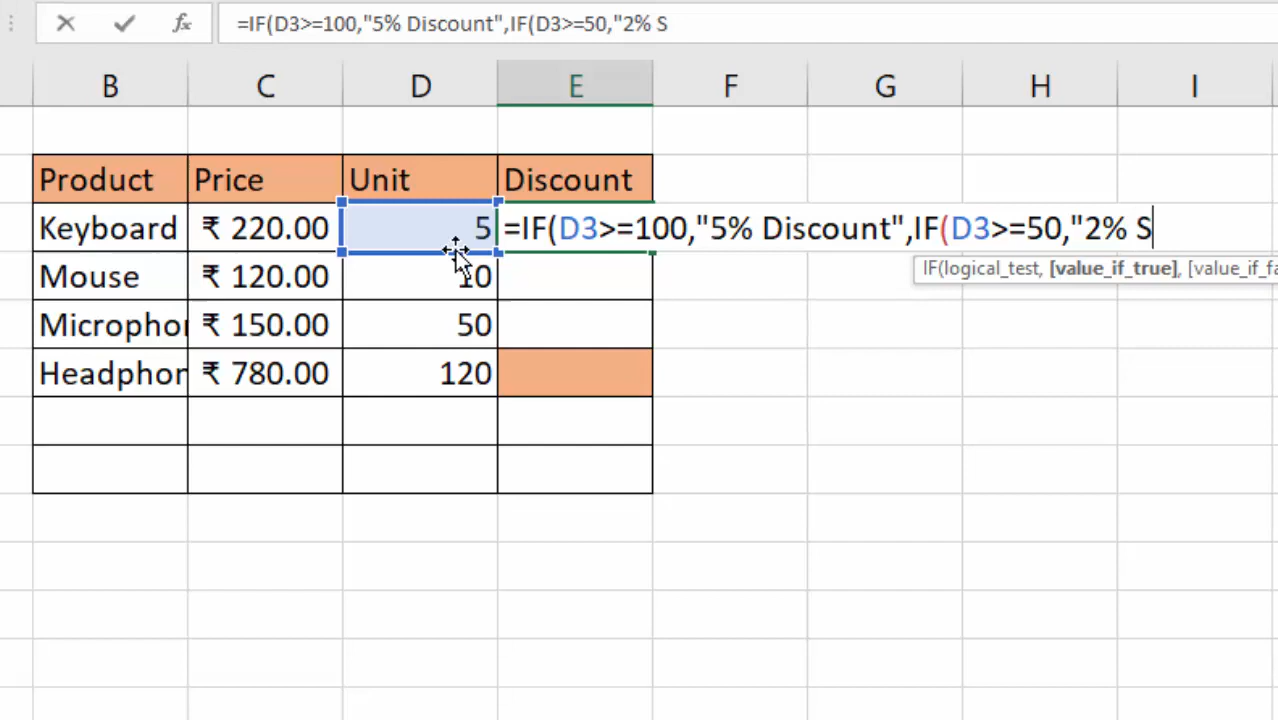 fx =IF(D3>=100,"5% Discount",IF(D3>=50,"2% S
B C D E F G H I
Product Price Unit Discount
Keyboard ₹ 220.00 5 =IF(D3>=100,"5% Discount",IF(D3>=50,"2% S
IF(logical_test, [value_if_true], [value_if_fa
Mouse ₹ 120.00 10
Micropho ₹ 150.00 50
Headphor ₹ 780.00 120